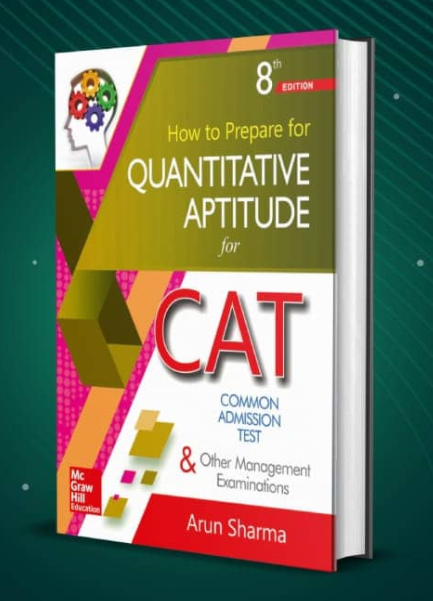 8th
EDITION
How to Prepare for
QUANTITATIVE
APTITUDE
for
CAT
COMMON
ADMISSION
TEST
& Other Management
Examinations
Mc
Graw
Hill
Education
Arun Sharma